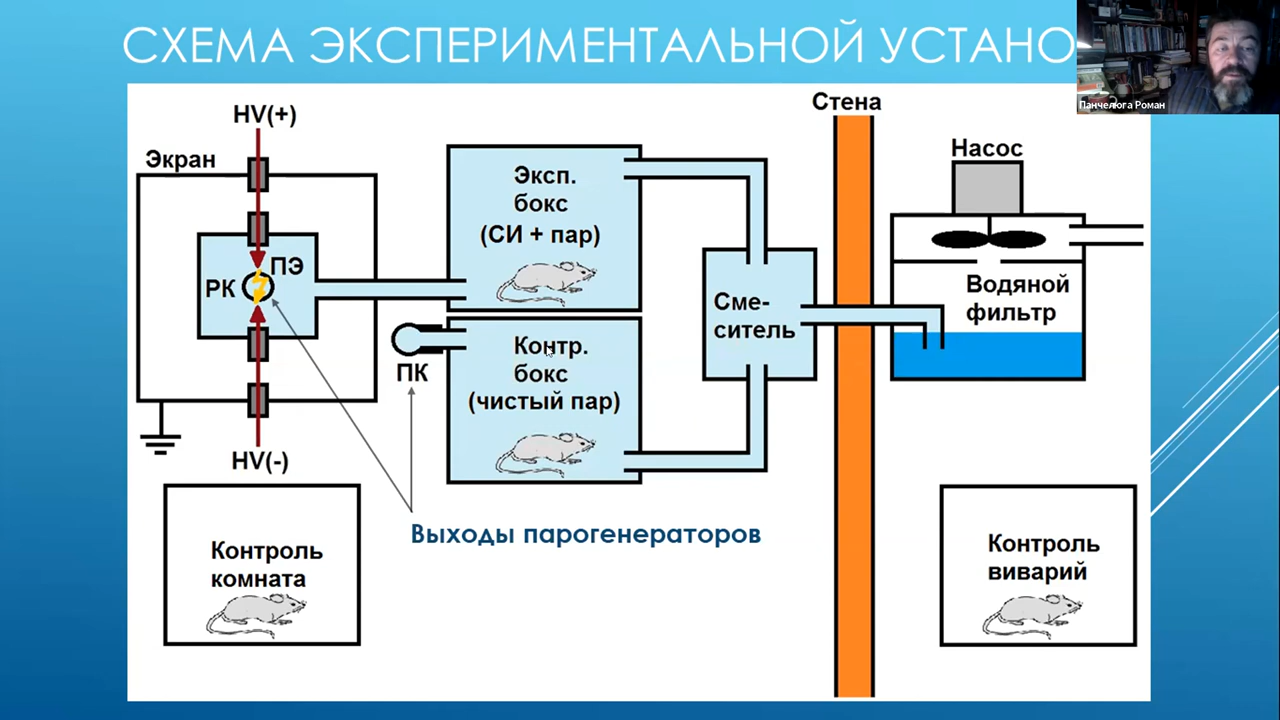 СХЕМА ЭКСПЕРИМЕНТАЛЬНОЙ УСТАНО
Панчелюга Роман
HV(+)
Экран
РК
ПЭ
HV(-)
Эксп.
бокс
(СИ + пар)
Контр.
бокс
(чистый пар)
ПК
Сме-
ситель
Стена
Насос
Водяной
фильтр
Выходы парогенераторов
Контроль
комната
Контроль
виварий